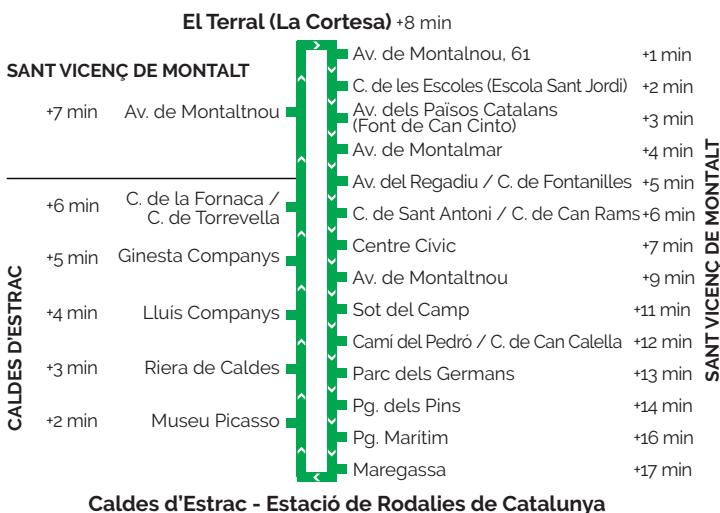 El Terral (La Cortesa) +8 min
SANT VICENÇ DE MONTALT
+7 min Av. de Montaltnou
+6 min C. de la Fornaca /
C. de Torrevella
+5 min Ginesta Companys
+4 min Lluís Companys
+3 min Riera de Caldes
+2 min Museu Picasso
CALDES D'ESTRAC
Av. de Montalnou, 61 +1 min
C. de les Escoles (Escola Sant Jordi) +2 min
Av. dels Països Catalans
(Font de Can Cinto) +3 min
Av. de Montalmar +4 min
Av. del Regadiu / C. de Fontanilles +5 min
C. de Sant Antoni / C. de Can Rams +6 min
Centre Cívic +7 min
Av. de Montaltnou +9 min
Sot del Camp +11 min
Camí del Pedró / C. de Can Calella +12 min
Parc dels Germans +13 min
Pg. dels Pins +14 min
Pg. Marítim +16 min
Maregassa +17 min
SANT VICENÇ DE MONTALT
Caldes d'Estrac - Estació de Rodalies de Catalunya